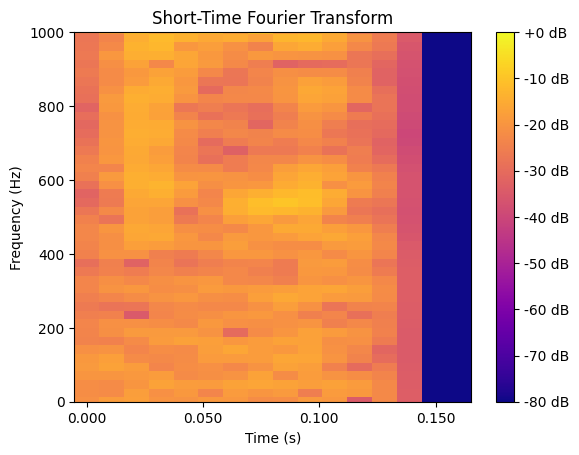 Short-Time Fourier Transform
1000
800
600
400
200
0
Frequency (Hz)
0.000
0.050
0.100
0.150
Time (s)
+0 dB
-10 dB
-20 dB
-30 dB
-40 dB
-50 dB
-60 dB
-70 dB
-80 dB